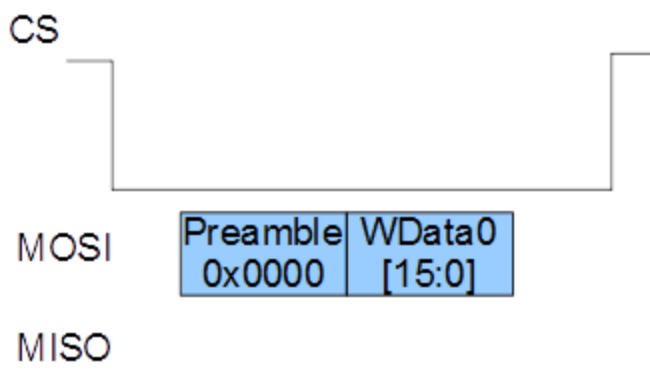 CS
MOSI
Preamble
0x0000
WData0
[15:0]
MISO